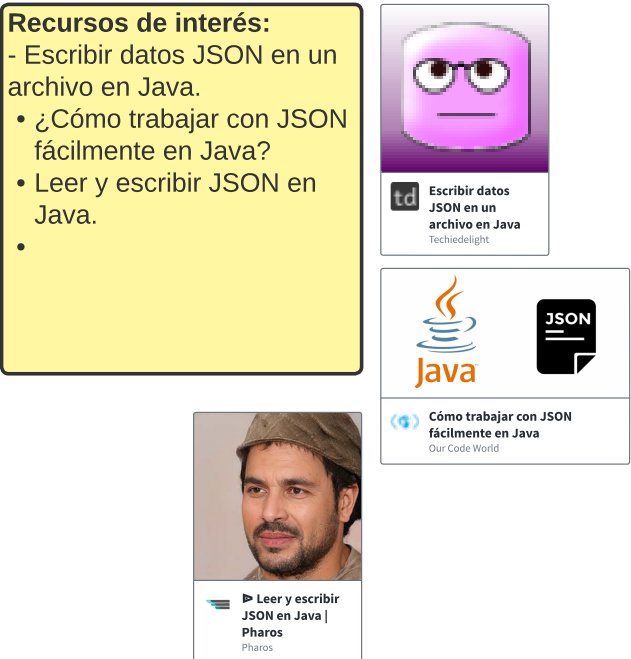 Recursos de interés:
- Escribir datos JSON en un
archivo en Java.
• ¿Cómo trabajar con JSON
fácilmente en Java?
• Leer y escribir JSON en
Java.
•
td
Escribir datos
JSON en un
archivo en Java
Techiedelight
Java
JSON
Cómo trabajar con JSON
fácilmente en Java
Our Code World
ᐉ Leer y escribir
JSON en Java |
Pharos
Pharos